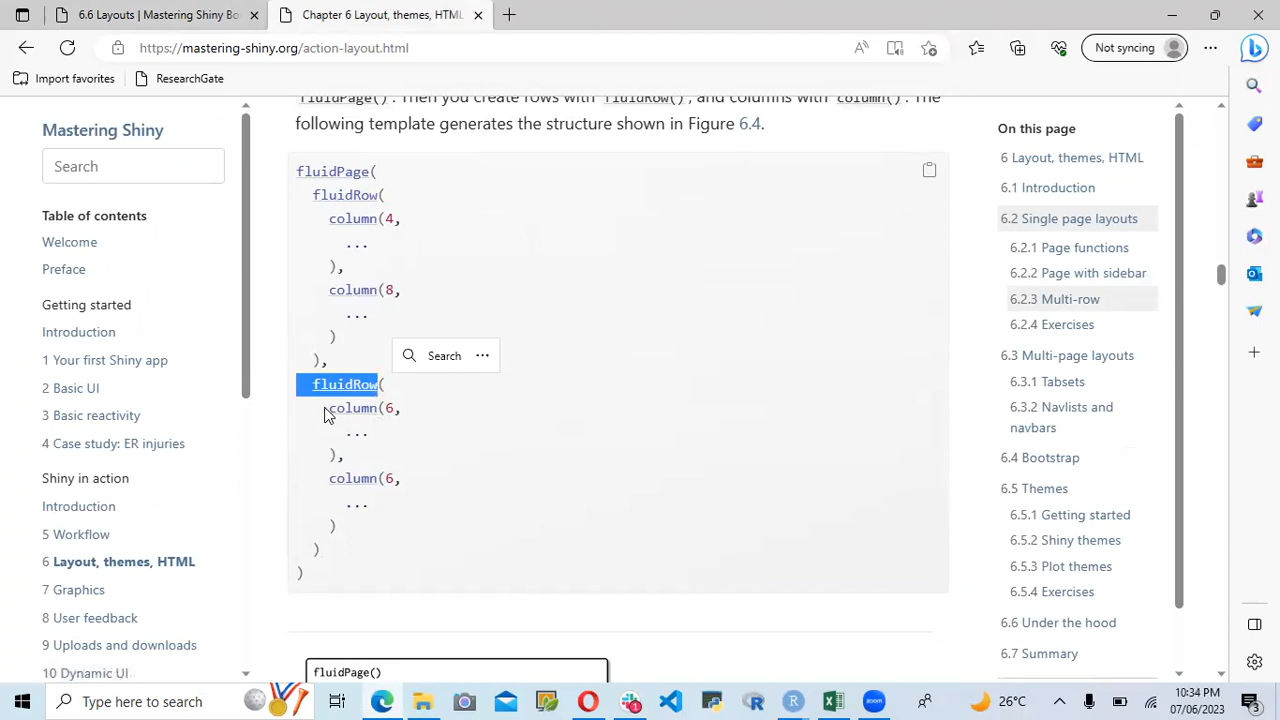 6.6 Layouts | Mastering Shiny Bo
Chapter 6 Layout, themes, HTML
https://mastering-shiny.org/action-layout.html
Not syncing
Import favorites
ResearchGate
Mastering Shiny
Search
Table of contents
Welcome
Preface
Getting started
Introduction
1 Your first Shiny app
2 Basic UI
3 Basic reactivity
4 Case study: ER injuries
Shiny in action
Introduction
5 Workflow
6 Layout, themes, HTML
7 Graphics
8 User feedback
9 Uploads and downloads
10 Dynamic UI
fluidPage(). Then you create rows with fluidRow(), and columns with column(). The
following template generates the structure shown in Figure 6.4.
fluidPage(
fluidRow(
column(4,
...
),
column(8,
...
)
),
Search ...
fluidRow(
column(6,
...
),
column(6,
...
)
)
)
fluidPage()
On this page
6 Layout, themes, HTML
6.1 Introduction
6.2 Single page layouts
6.2.1 Page functions
6.2.2 Page with sidebar
6.2.3 Multi-row
6.2.4 Exercises
6.3 Multi-page layouts
6.3.1 Tabsets
6.3.2 Navlists and
navbars
6.4 Bootstrap
6.5 Themes
6.5.1 Getting started
6.5.2 Shiny themes
6.5.3 Plot themes
6.5.4 Exercises
6.6 Under the hood
6.7 Summary
Type here to search
26°C
10:34 PM
07/06/2023
3